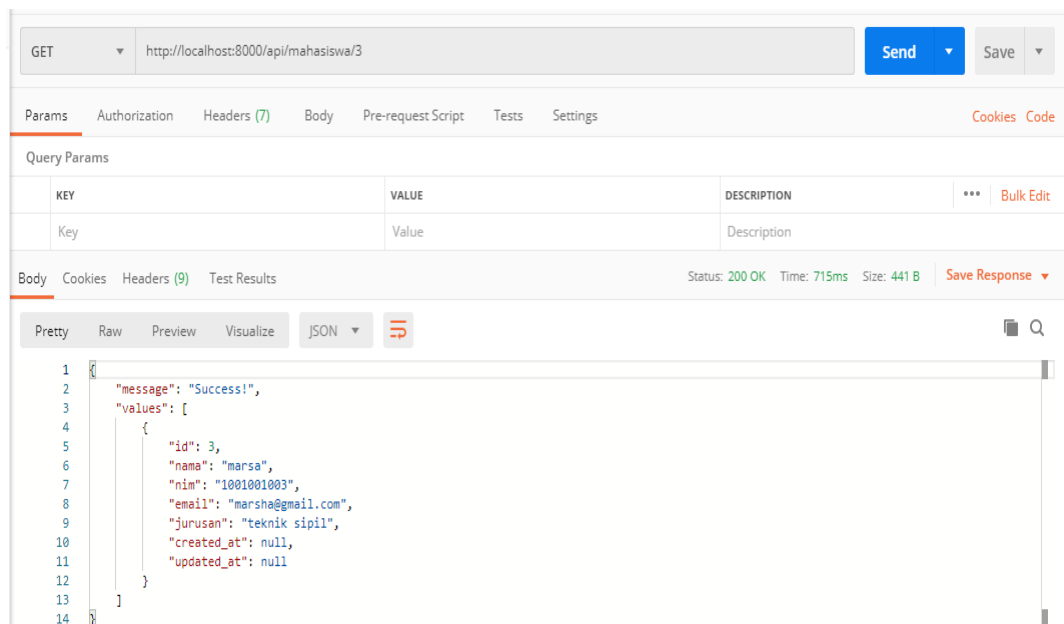 GET http://localhost:8000/api/mahasiswa/3 Send Save
Params Authorization Headers (7) Body Pre-request Script Tests Settings Cookies Code
Query Params
KEY VALUE DESCRIPTION ••• Bulk Edit
Key Value Description
Body Cookies Headers (9) Test Results Status: 200 OK Time: 715ms Size: 441 B Save Response
Pretty Raw Preview Visualize JSON
1 {
2 "message": "Success!",
3 "values": [
4 {
5 "id": 3,
6 "nama": "marsa",
7 "nim": "1001001003",
8 "email": "marsha@gmail.com",
9 "jurusan": "teknik sipil",
10 "created_at": null,
11 "updated_at": null
12 }
13 ]
14 }